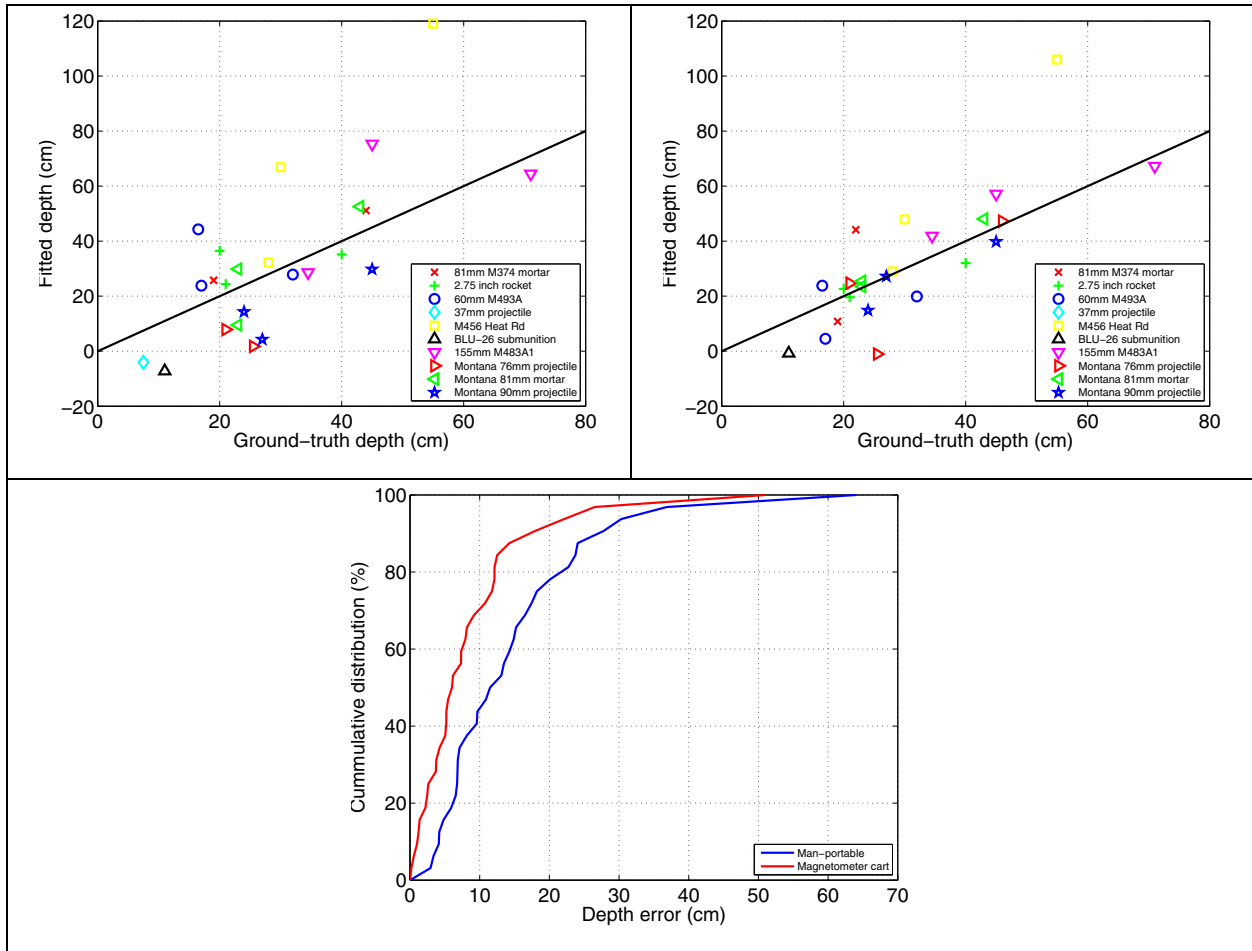 120
100
80
60
40
20
0
−20
0 20 40 60 80
Fitted depth (cm)
Ground−truth depth (cm)
81mm M374 mortar
2.75 inch rocket
60mm M493A
37mm projectile
M456 Heat Rd
BLU−26 submunition
155mm M483A1
Montana 76mm projectile
Montana 81mm mortar
Montana 90mm projectile
120
100
80
60
40
20
0
−20
0 20 40 60 80
Fitted depth (cm)
Ground−truth depth (cm)
81mm M374 mortar
2.75 inch rocket
60mm M493A
37mm projectile
M456 Heat Rd
BLU−26 submunition
155mm M483A1
Montana 76mm projectile
Montana 81mm mortar
Montana 90mm projectile
100
80
60
40
20
0
0 10 20 30 40 50 60 70
Cummulative distribution (%)
Depth error (cm)
Man−portable
Magnetometer cart